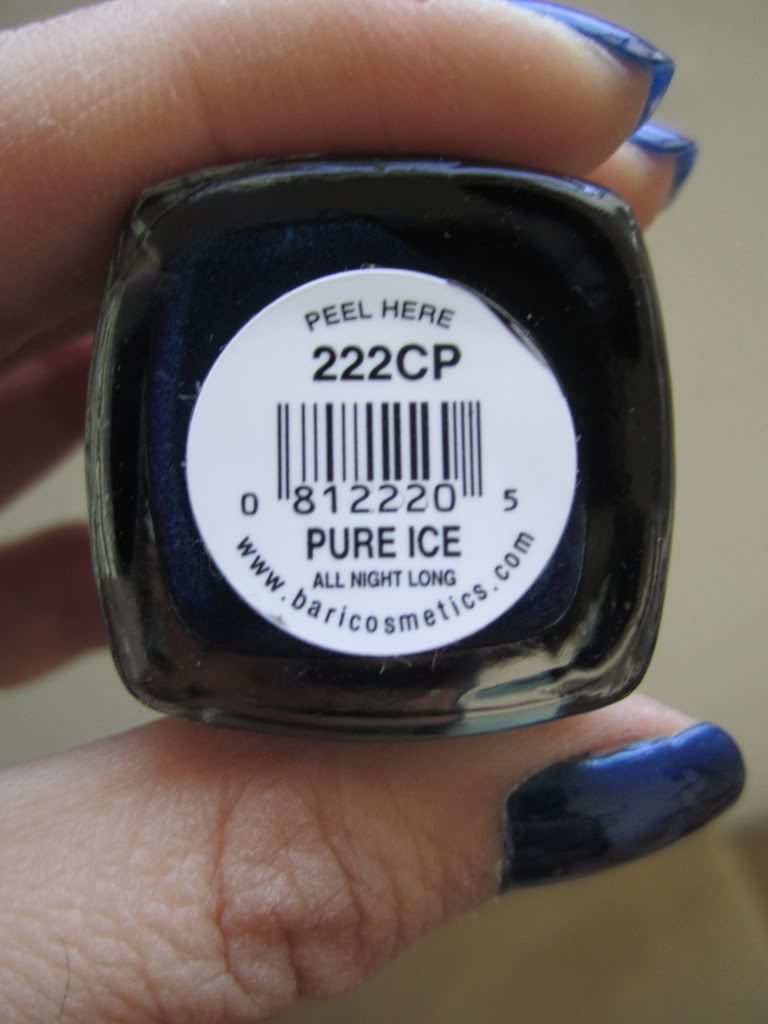 PEEL HERE
222CP
0 812220 5
PURE ICE
ALL NIGHT LONG
www.baricosmetics.com